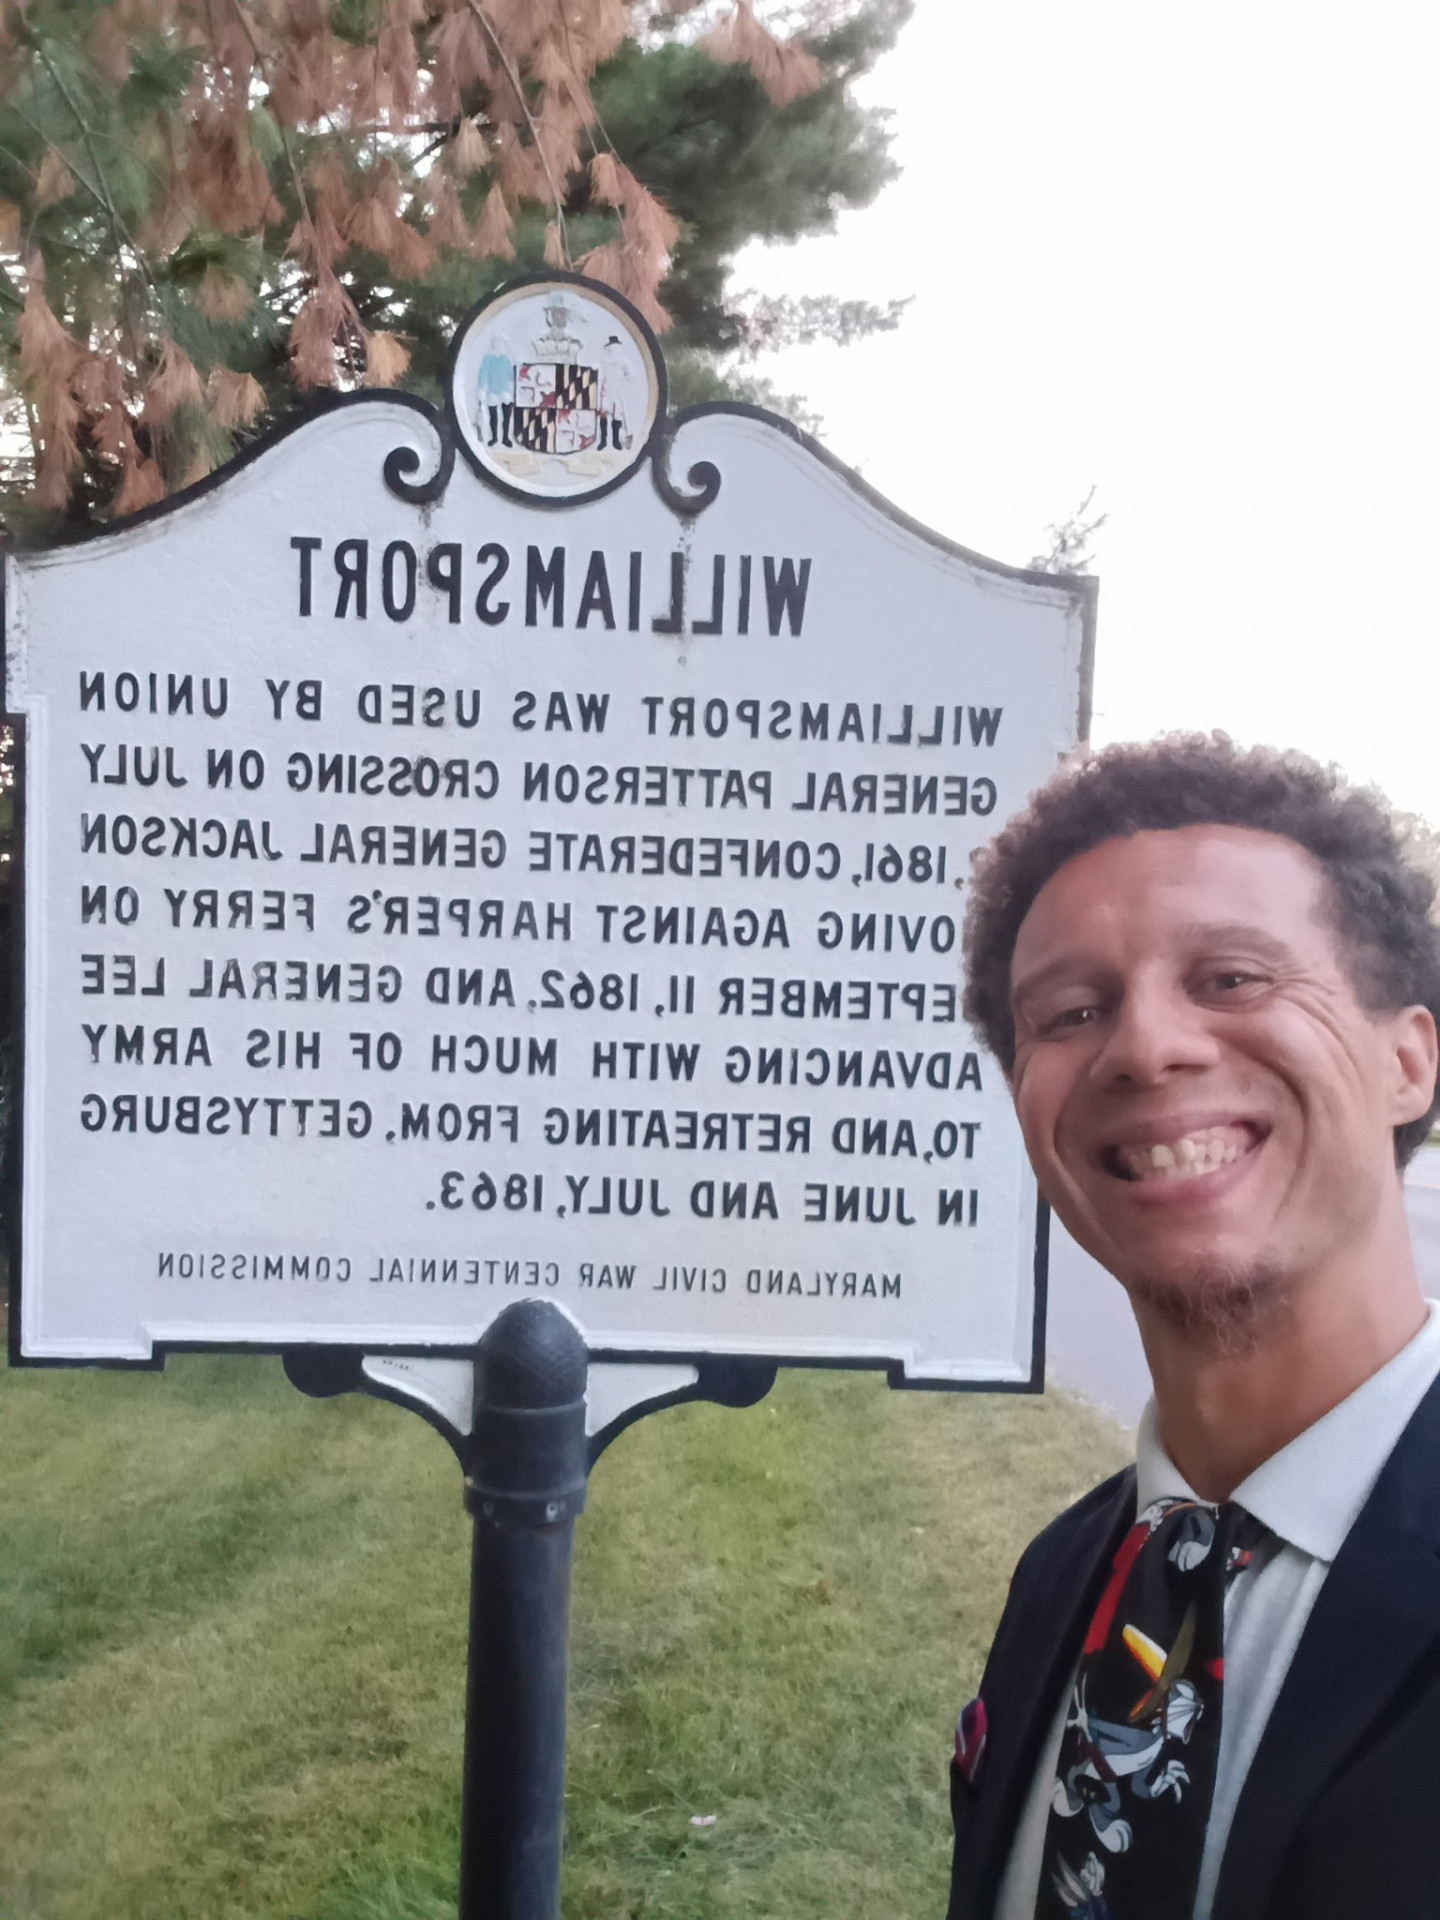 WILLIAMSPORT
WILLIAMSPORT WAS USED BY UNION
GENERAL PATTERSON CROSSING ON JULY
, 1861, CONFEDERATE GENERAL JACKSON
OVING AGAINST HARPER'S FERRY ON
EPTEMBER 11, 1862, AND GENERAL LEE
ADVANCING WITH MUCH OF HIS ARMY
TO, AND RETREATING FROM, GETTYSBURG
IN JUNE AND JULY, 1863.
MARYLAND CIVIL WAR CENTENNIAL COMMISSION